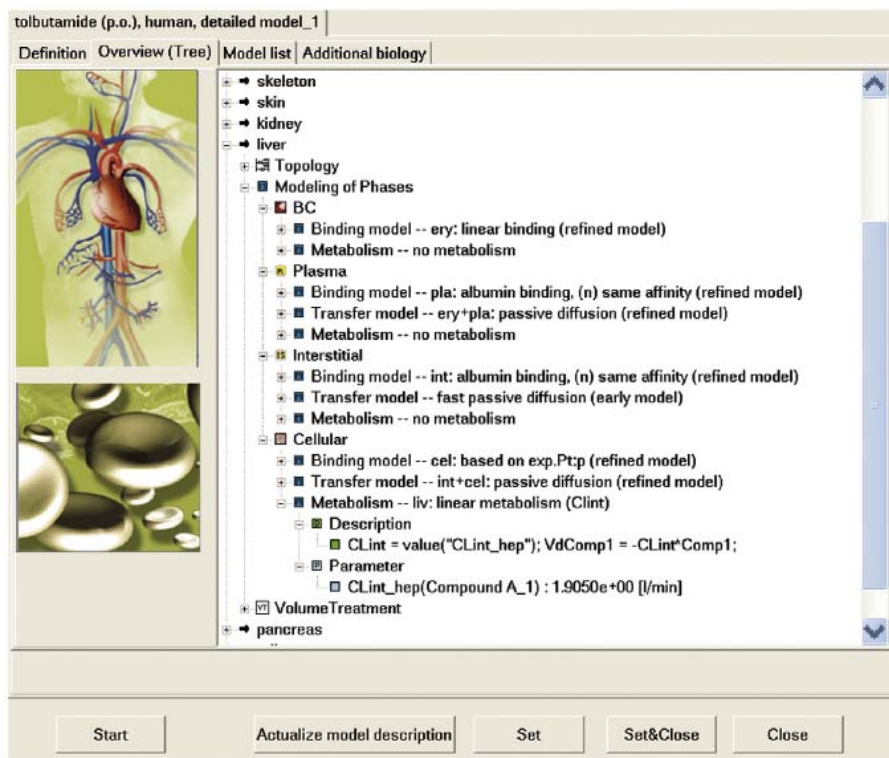 tolbutamide (p.o.), human, detailed model_1
Definition Overview (Tree) Model list Additional biology
skeleton
skin
kidney
liver
Topology
Modeling of Phases
BC
Binding model -- ery: linear binding (refined model)
Metabolism -- no metabolism
Plasma
Binding model -- pla: albumin binding, (n) same affinity (refined model)
Transfer model -- ery+pla: passive diffusion (refined model)
Metabolism -- no metabolism
IS Interstitial
Binding model -- int: albumin binding, (n) same affinity (refined model)
Transfer model -- fast passive diffusion (early model)
Metabolism -- no metabolism
Cellular
Binding model -- cel: based on exp.Pt:p (refined model)
Transfer model -- int+cel: passive diffusion (refined model)
Metabolism -- liv: linear metabolism (Clint)
D Description
CLint = value("CLint_hep"); VdComp1 = -CLint*Comp1;
P Parameter
CLint_hep(Compound A_1) : 1.9050e+00 [l/min]
VT VolumeTreatment
pancreas
Start Actualize model description Set Set&Close Close